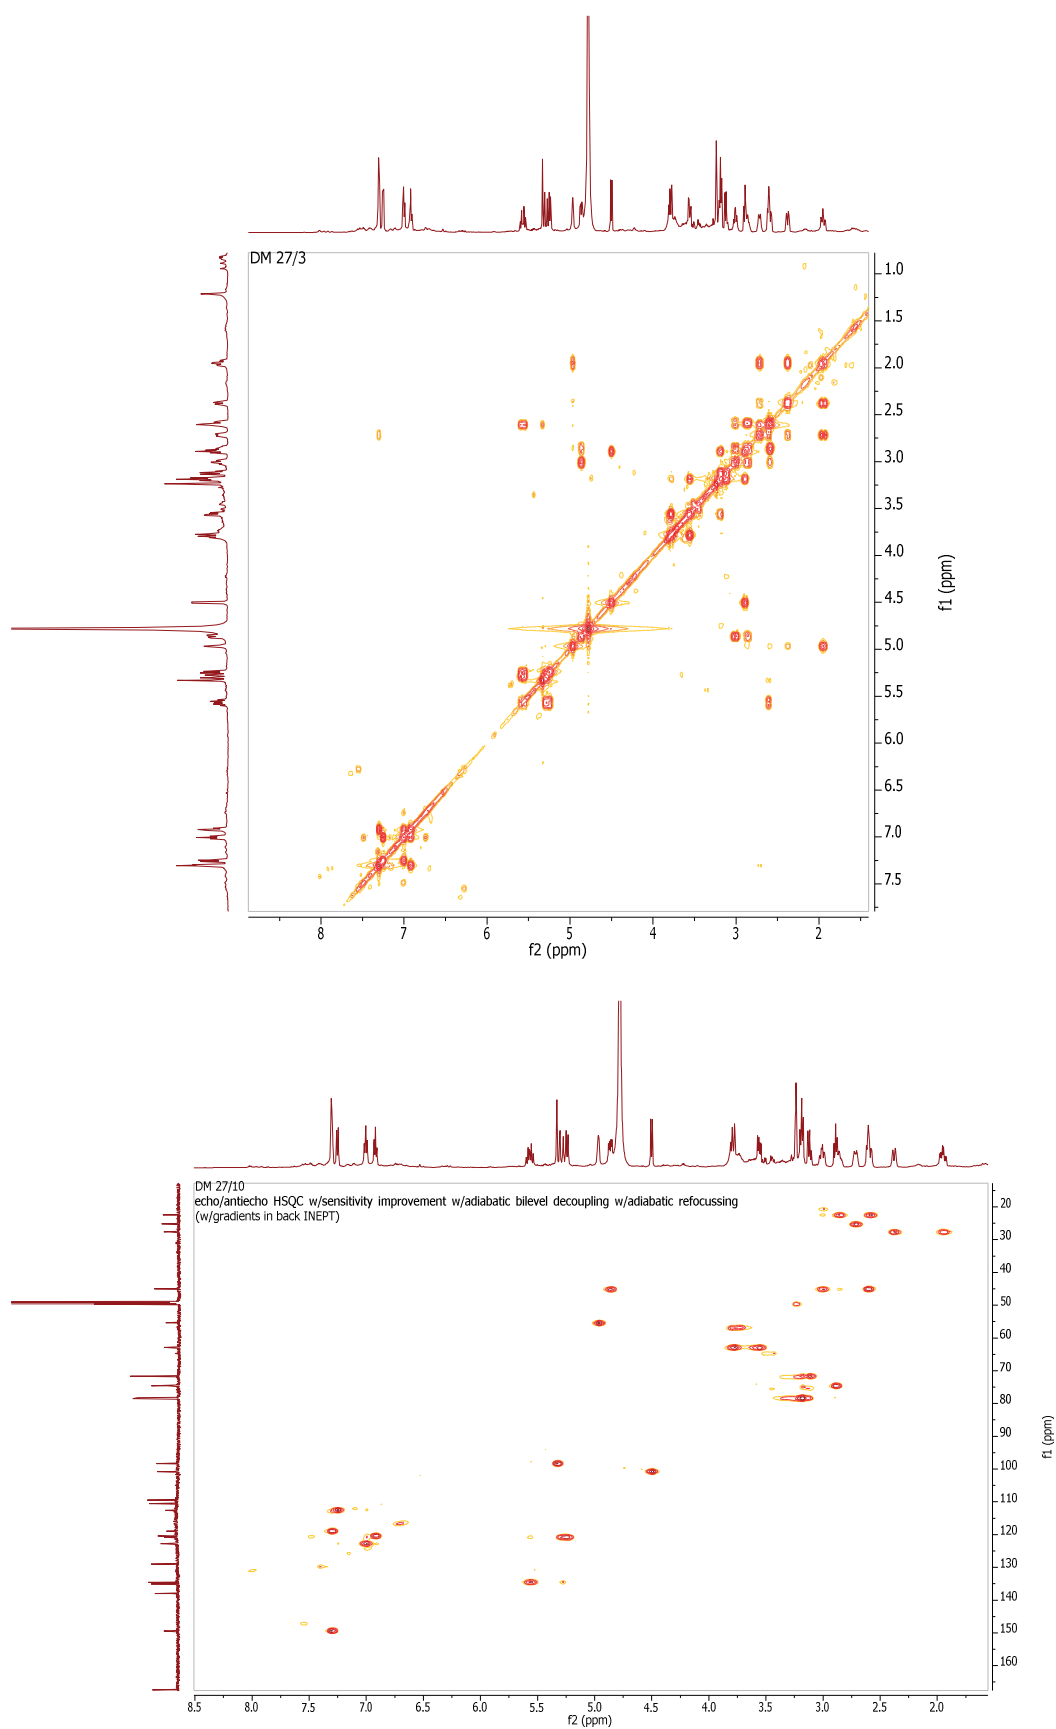 DM 27/3
1.0
1.5
2.0
2.5
3.0
3.5
4.0
4.5
5.0
5.5
6.0
6.5
7.0
7.5
f1 (ppm)
8 7 6 5 4 3 2
f2 (ppm)
DM 27/10
echo/antiecho HSQC w/sensitivity improvement w/adiabatic bilevel decoupling w/adiabatic refocussing
(w/gradients in back INEPT)
20
30
40
50
60
70
80
90
100
110
120
130
140
150
160
f1 (ppm)
8.5 8.0 7.5 7.0 6.5 6.0 5.5 5.0 4.5 4.0 3.5 3.0 2.5 2.0
f2 (ppm)